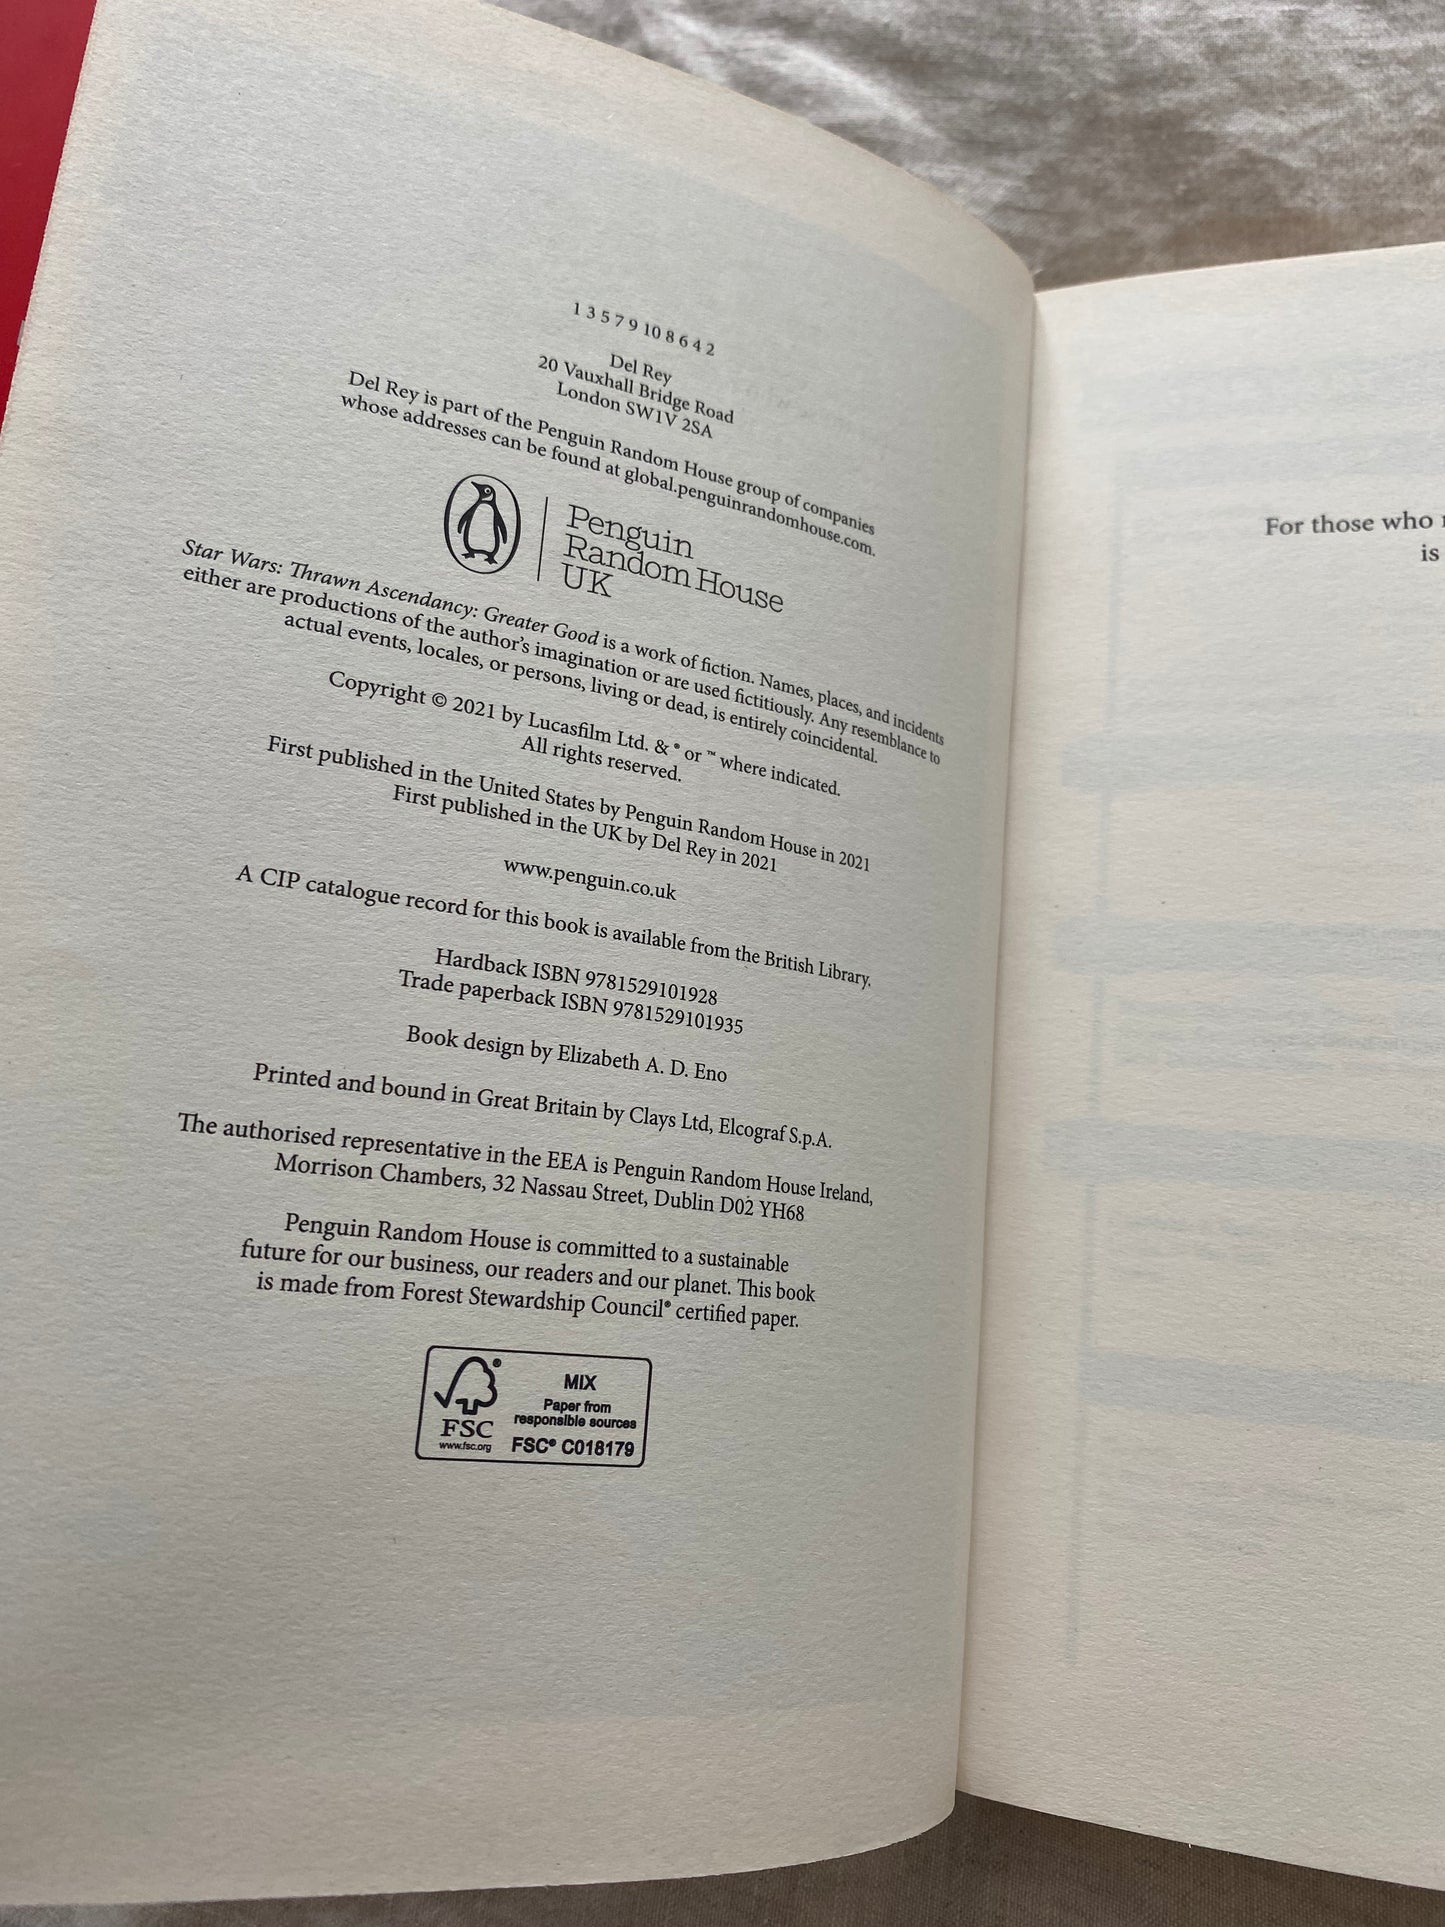 1 3 5 7 9 10 8 6 4 2
Del Rey
20 Vauxhall Bridge Road
London SW1V 2SA
Del Rey is part of the Penguin Random House group of companies
whose addresses can be found at global.penguinrandomhouse.com.
Penguin
Random House
UK
Star Wars: Thrawn Ascendancy: Greater Good is a work of fiction. Names, places, and incidents
either are productions of the author’s imagination or are used fictitiously. Any resemblance to
actual events, locales, or persons, living or dead, is entirely coincidental.
Copyright © 2021 by Lucasfilm Ltd. & ® or ™ where indicated.
All rights reserved.
First published in the United States by Penguin Random House in 2021
First published in the UK by Del Rey in 2021
www.penguin.co.uk
A CIP catalogue record for this book is available from the British Library.
Hardback ISBN 9781529101928
Trade paperback ISBN 9781529101935
Book design by Elizabeth A. D. Eno
Printed and bound in Great Britain by Clays Ltd, Elcograf S.p.A.
The authorised representative in the EEA is Penguin Random House Ireland,
Morrison Chambers, 32 Nassau Street, Dublin D02 YH68
Penguin Random House is committed to a sustainable
future for our business, our readers and our planet. This book
is made from Forest Stewardship Council® certified paper.
®
FSC
www.fsc.org
MIX
Paper from
responsible sources
FSC® C018179
For those who
is